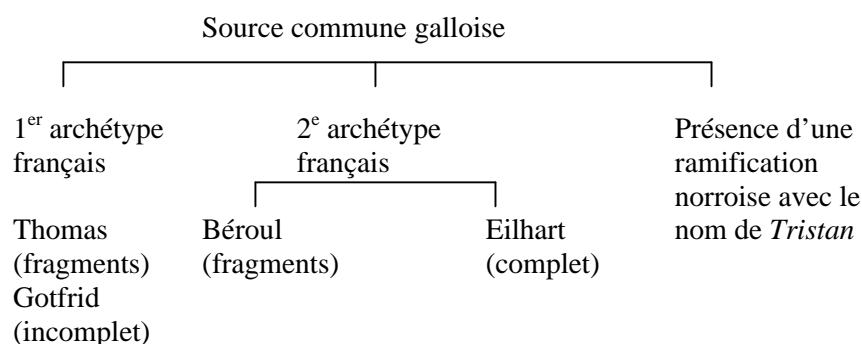 Source commune galloise
1er archétype
français
2e archétype
français
Présence d’une
ramification
norroise avec le
nom de Tristan
Thomas
(fragments)
Gotfrid
(incomplet)
Béroul
(fragments)
Eilhart
(complet)